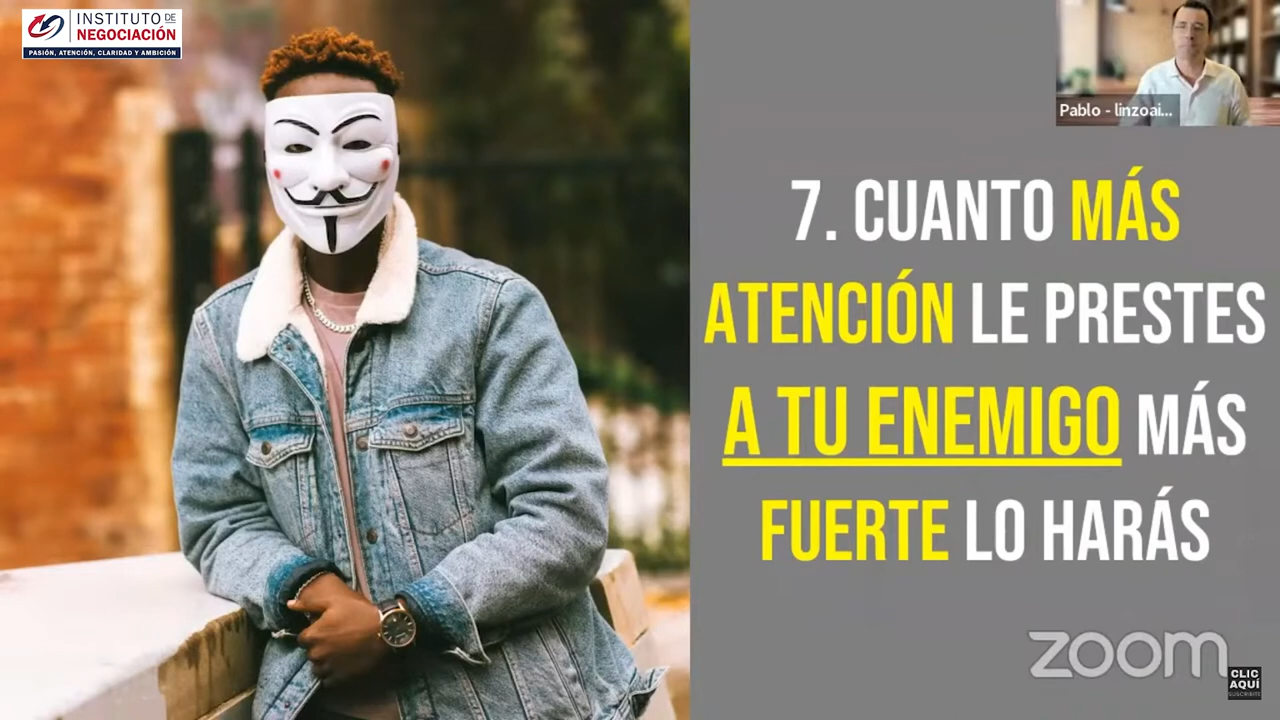 INSTITUTO DE
NEGOCIACIÓN
PASIÓN, ATENCIÓN, CLARIDAD Y AMBICIÓN
Pablo - linzoai...
7. CUANTO MÁS
ATENCIÓN LE PRESTES
A TU ENEMIGO MÁS
FUERTE LO HARÁS
zoom
CLIC
AQUÍ
SUSCRIBITE